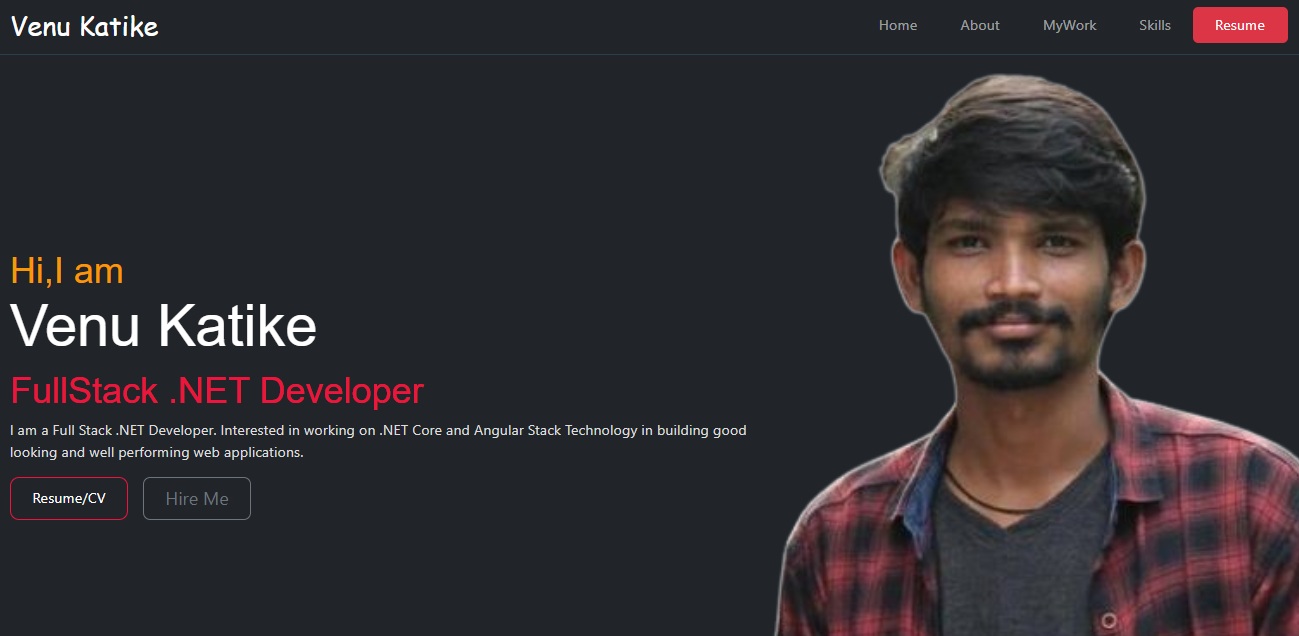 Venu Katike
Home About MyWork Skills Resume
Hi,I am
Venu Katike
FullStack .NET Developer
I am a Full Stack .NET Developer. Interested in working on .NET Core and Angular Stack Technology in building good
looking and well performing web applications.
Resume/CV Hire Me